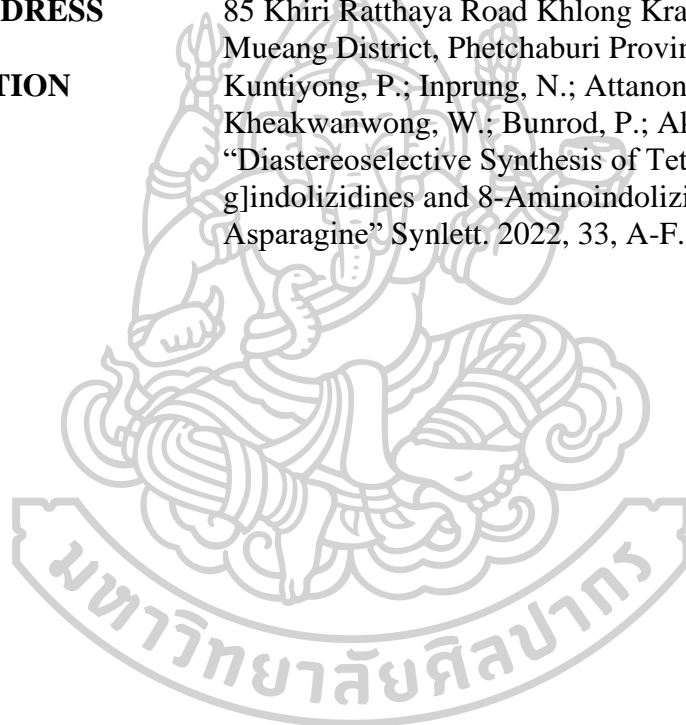 DRESS 85 Khiri Ratthaya Road Khlong Kra
Mueang District, Phetchaburi Provin
TION Kuntiyong, P.; Inprung, N.; Attanon
Kheakwanwong, W.; Bunrod, P.; Ak
“Diastereoselective Synthesis of Tet
g]indolizidines and 8-Aminoindolizi
Asparagine” Synlett. 2022, 33, A-F.
มหาวิทยาลัยศิลปากร